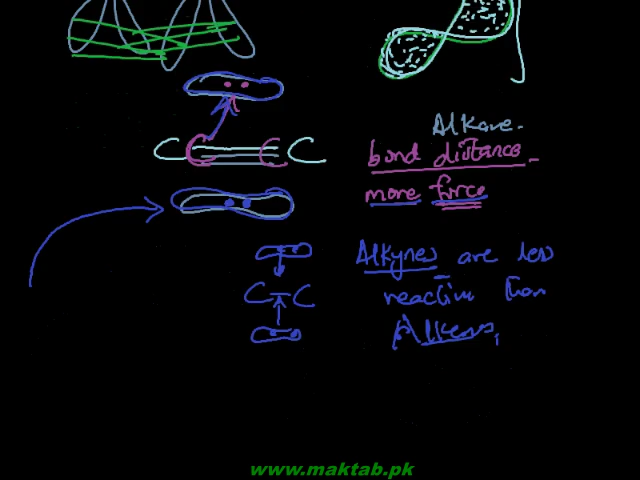 Alkane.
C C C C
bond distance
more force
Alkynes are less
reactive than
C C
Alkenes,
www.maktab.pk